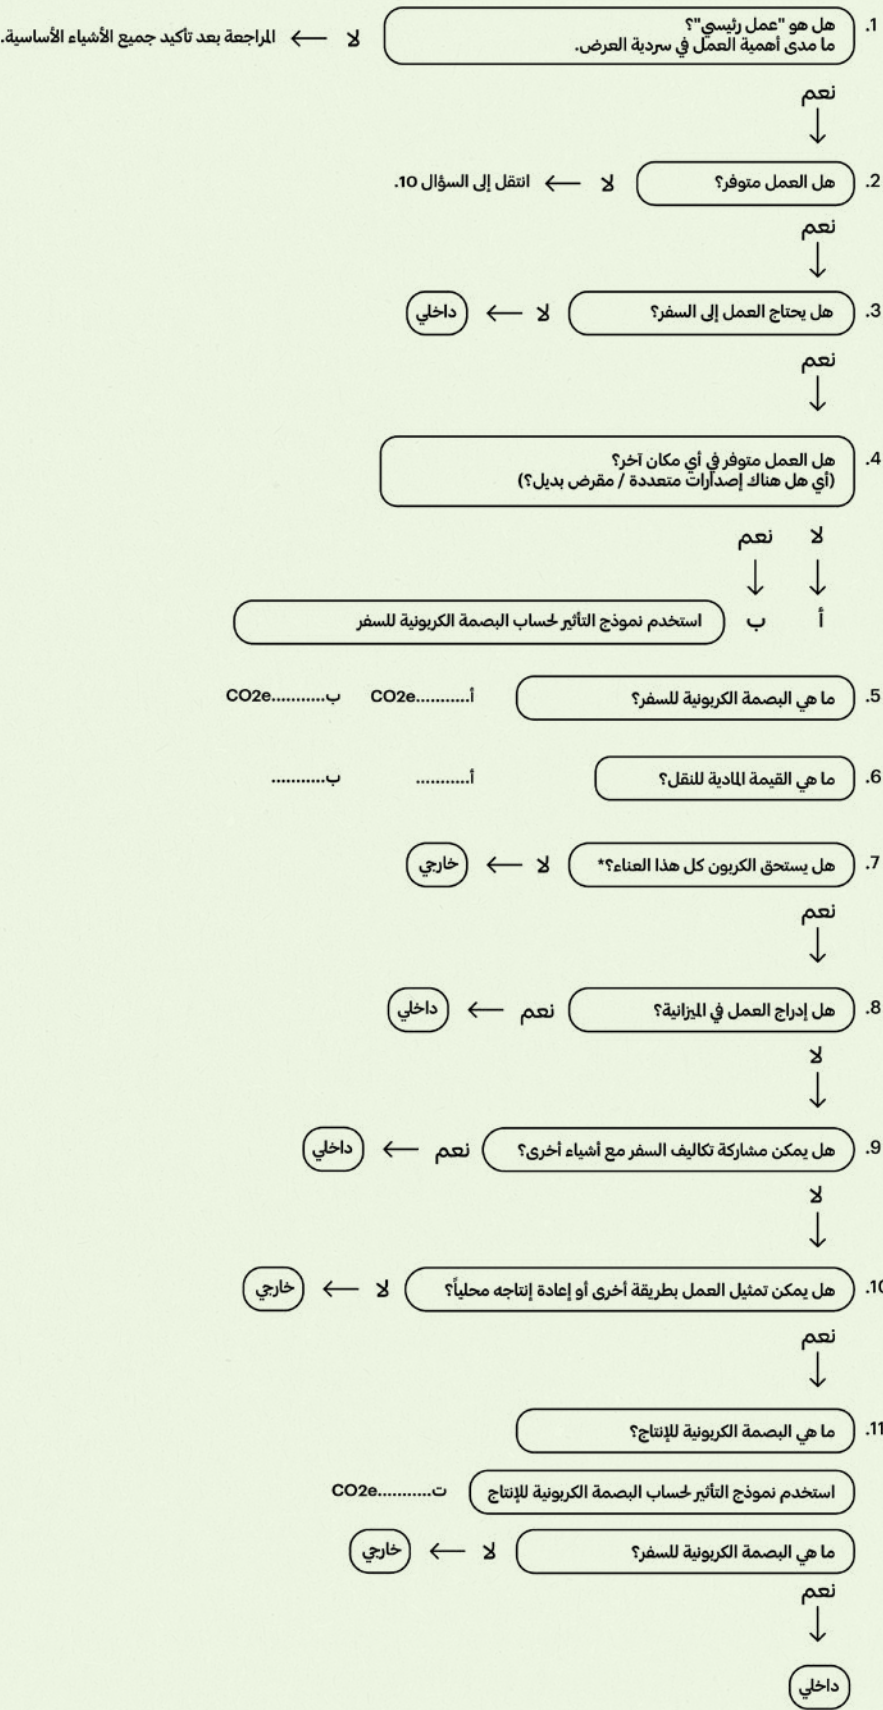 1. هل هو "عمل رئيسي"؟
ما مدى أهمية العمل في سردية العرض.
لا ← المراجعة بعد تأكيد جميع الأشياء الأساسية.
نعم
↓
2. هل العمل متوفر؟ لا ← انتقل إلى السؤال 10.
نعم
↓
3. هل يحتاج العمل إلى السفر؟ لا ← داخلي
نعم
↓
4. هل العمل متوفر في أي مكان آخر؟
(أي هل هناك إصدارات متعددة / مقرض بديل؟)
لا نعم
↓ ↓
أ ب استخدم نموذج التأثير لحساب البصمة الكربونية للسفر
5. ما هي البصمة الكربونية للسفر؟ أ...........CO2e ب...........CO2e
6. ما هي القيمة المادية للنقل؟ أ........... ب...........
7. هل يستحق الكربون كل هذا العناء؟* لا ← خارجي
نعم
↓
8. هل إدراج العمل في الميزانية؟ نعم ← داخلي
لا
↓
9. هل يمكن مشاركة تكاليف السفر مع أشياء أخرى؟ نعم ← داخلي
لا
↓
10. هل يمكن تمثيل العمل بطريقة أخرى أو إعادة إنتاجه محلياً؟ لا ← خارجي
نعم
↓
11. ما هي البصمة الكربونية للإنتاج؟
استخدم نموذج التأثير لحساب البصمة الكربونية للإنتاج ت...........CO2e
ما هي البصمة الكربونية للسفر؟ لا ← خارجي
نعم
↓
داخلي